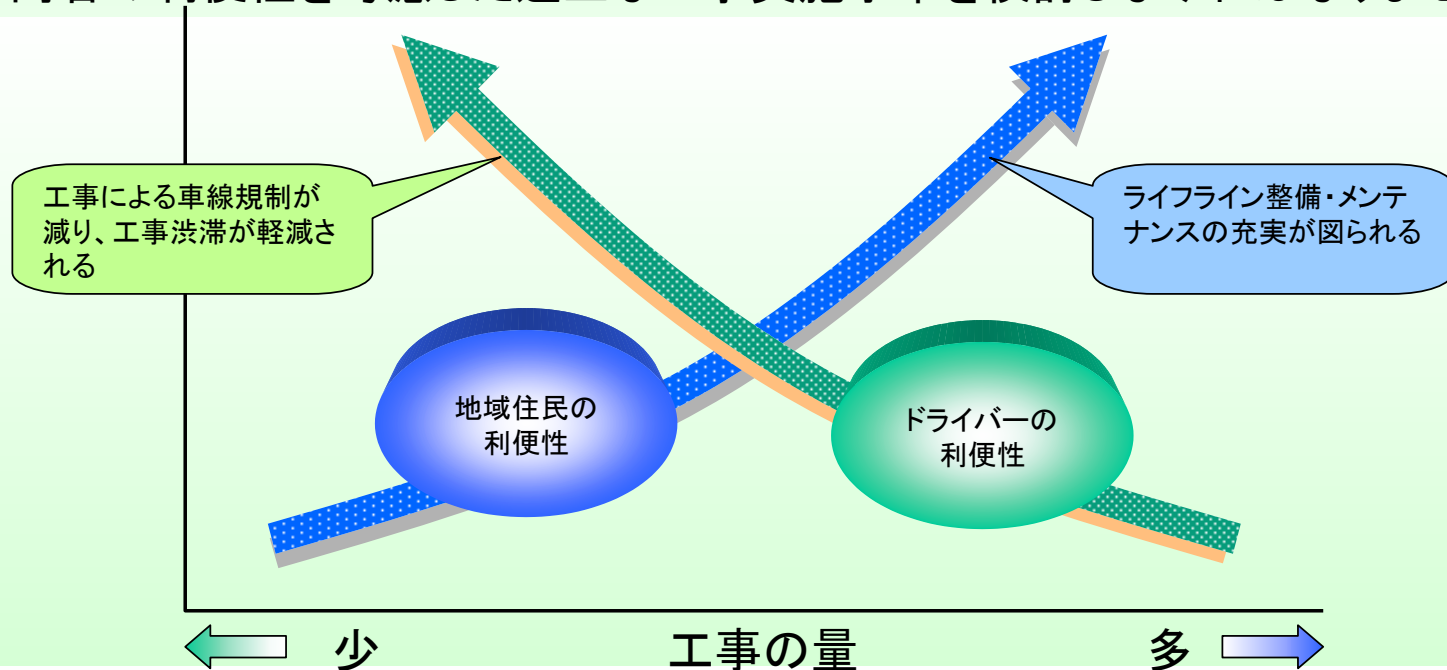 工事による車線規制が
減り、工事渋滞が軽減さ
れる
ライフライン整備・メンテ
ナンスの充実が図られる
地域住民の
利便性
ドライバーの
利便性
少 工事の量 多